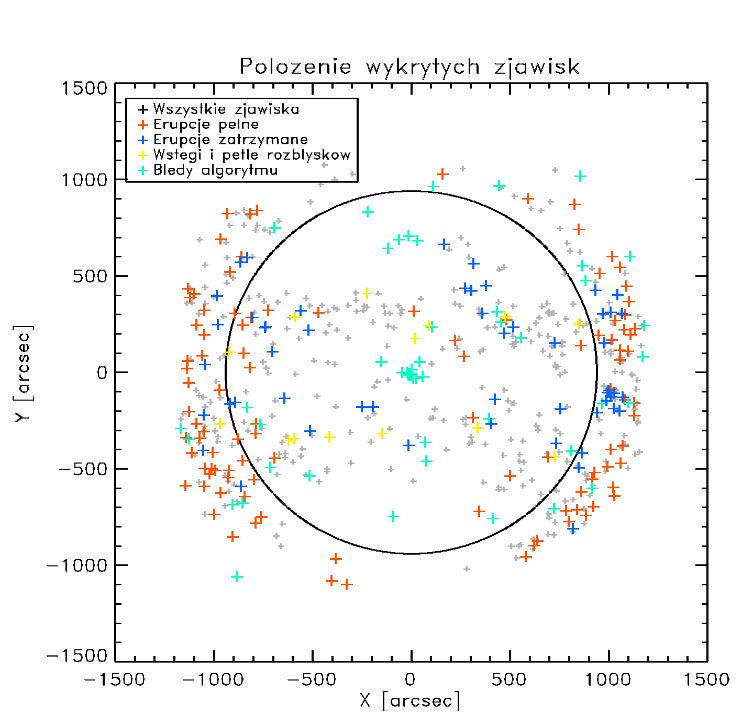 Polozenie wykrytych zjawisk
Wszystkie zjawiska
Erupcje pelne
Erupcje zatrzymane
Wstegi i petle rozblyskow
Bledy algorytmu
1500
1000
500
0
-500
-1000
-1500
Y [arcsec]
-1500 -1000 -500 0 500 1000 1500
X [arcsec]